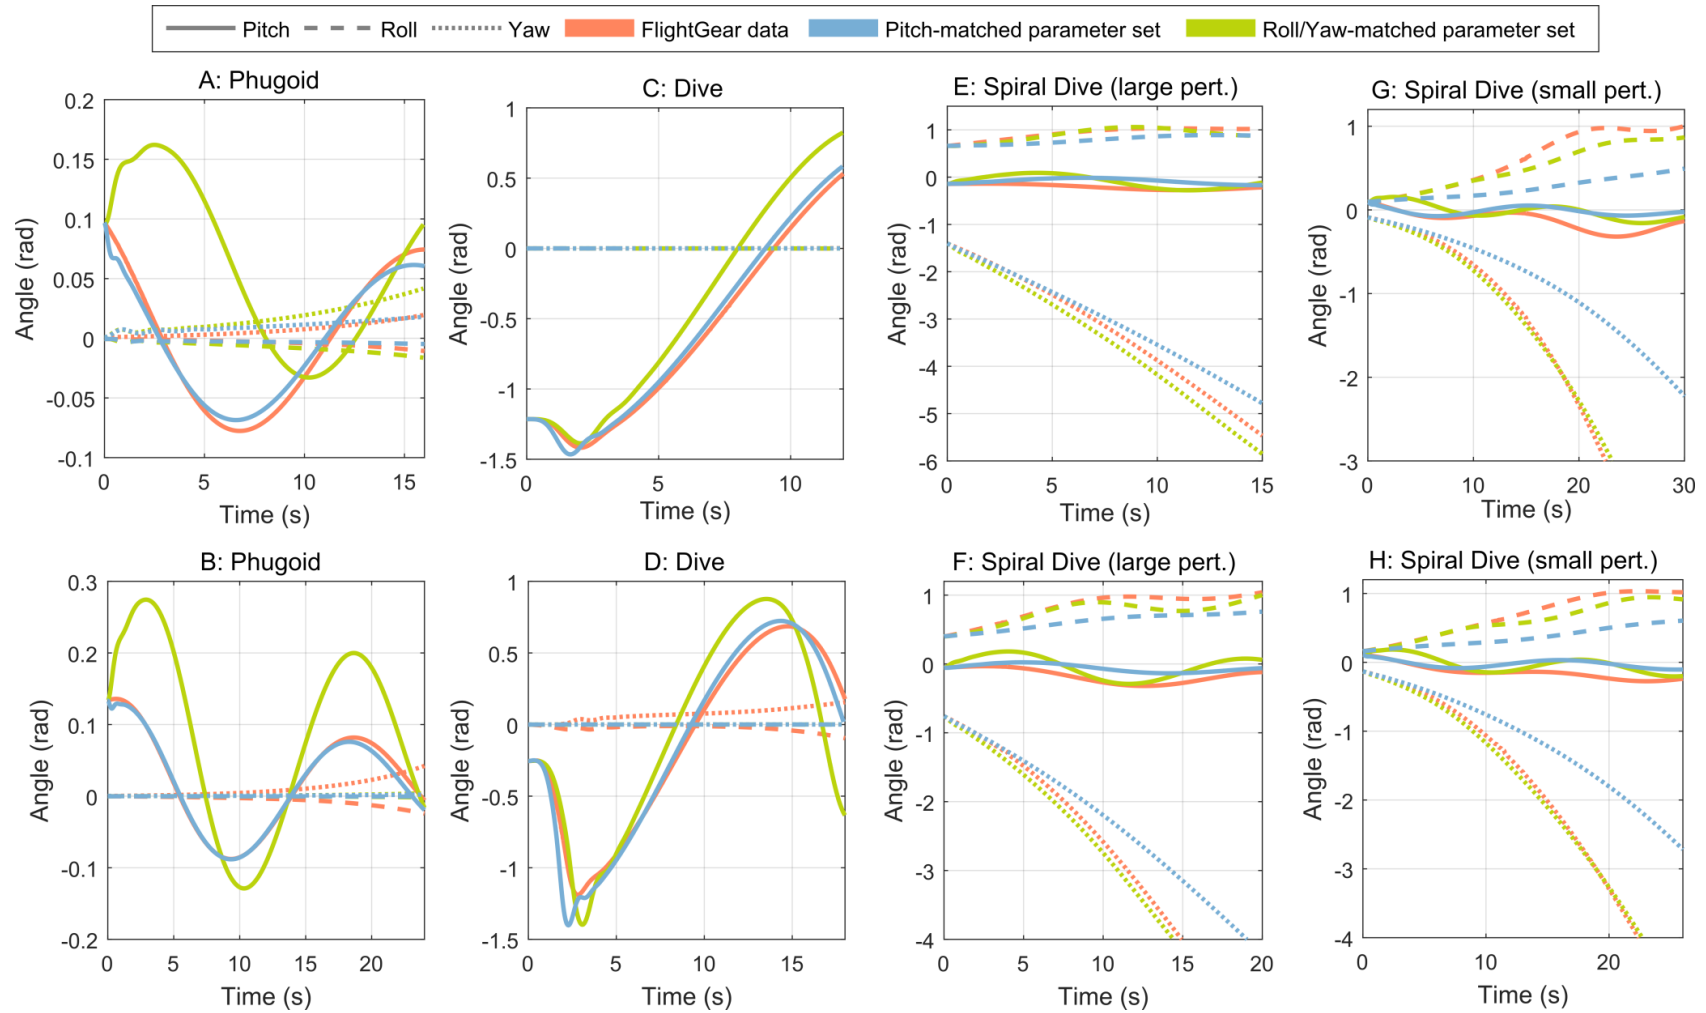 Pitch Roll Yaw FlightGear data Pitch-matched parameter set Roll/Yaw-matched parameter set
A: Phugoid
0.2
0.15
0.1
0.05
0
-0.05
-0.1
Angle (rad)
0 5 10 15
Time (s)
C: Dive
1
0.5
0
-0.5
-1
-1.5
Angle (rad)
0 5 10
Time (s)
E: Spiral Dive (large pert.)
1
0
-1
-2
-3
-4
-5
-6
Angle (rad)
0 5 10 15
Time (s)
G: Spiral Dive (small pert.)
1
0
-1
-2
-3
Angle (rad)
0 10 20 30
Time (s)
B: Phugoid
0.3
0.2
0.1
0
-0.1
-0.2
Angle (rad)
0 5 10 15 20
Time (s)
D: Dive
1
0.5
0
-0.5
-1
-1.5
Angle (rad)
0 5 10 15
Time (s)
F: Spiral Dive (large pert.)
1
0
-1
-2
-3
-4
Angle (rad)
0 5 10 15 20
Time (s)
H: Spiral Dive (small pert.)
1
0
-1
-2
-3
-4
Angle (rad)
0 10 20
Time (s)